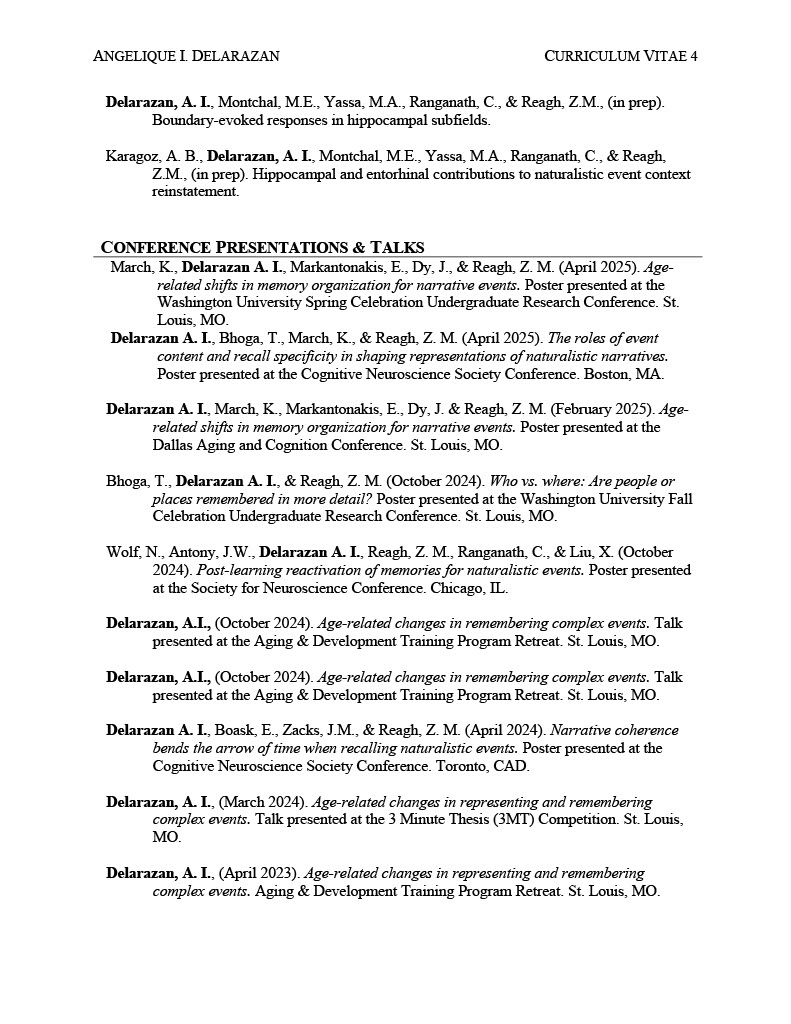 ANGELIQUE I. DELARAZAN CURRICULUM VITAE 4
Delarazan, A. I., Montchal, M.E., Yassa, M.A., Ranganath, C., & Reagh, Z.M., (in prep).
Boundary-evoked responses in hippocampal subfields.
Karagoz, A. B., Delarazan, A. I., Montchal, M.E., Yassa, M.A., Ranganath, C., & Reagh,
Z.M., (in prep). Hippocampal and entorhinal contributions to naturalistic event context
reinstatement.
CONFERENCE PRESENTATIONS & TALKS
March, K., Delarazan A. I., Markantonakis, E., Dy, J., & Reagh, Z. M. (April 2025). Age-
related shifts in memory organization for narrative events. Poster presented at the
Washington University Spring Celebration Undergraduate Research Conference. St.
Louis, MO.
Delarazan A. I., Bhoga, T., March, K., & Reagh, Z. M. (April 2025). The roles of event
content and recall specificity in shaping representations of naturalistic narratives.
Poster presented at the Cognitive Neuroscience Society Conference. Boston, MA.
Delarazan A. I., March, K., Markantonakis, E., Dy, J. & Reagh, Z. M. (February 2025). Age-
related shifts in memory organization for narrative events. Poster presented at the
Dallas Aging and Cognition Conference. St. Louis, MO.
Bhoga, T., Delarazan A. I., & Reagh, Z. M. (October 2024). Who vs. where: Are people or
places remembered in more detail? Poster presented at the Washington University Fall
Celebration Undergraduate Research Conference. St. Louis, MO.
Wolf, N., Antony, J.W., Delarazan A. I., Reagh, Z. M., Ranganath, C., & Liu, X. (October
2024). Post-learning reactivation of memories for naturalistic events. Poster presented
at the Society for Neuroscience Conference. Chicago, IL.
Delarazan, A.I., (October 2024). Age-related changes in remembering complex events. Talk
presented at the Aging & Development Training Program Retreat. St. Louis, MO.
Delarazan, A.I., (October 2024). Age-related changes in remembering complex events. Talk
presented at the Aging & Development Training Program Retreat. St. Louis, MO.
Delarazan A. I., Boask, E., Zacks, J.M., & Reagh, Z. M. (April 2024). Narrative coherence
bends the arrow of time when recalling naturalistic events. Poster presented at the
Cognitive Neuroscience Society Conference. Toronto, CAD.
Delarazan, A. I., (March 2024). Age-related changes in representing and remembering
complex events. Talk presented at the 3 Minute Thesis (3MT) Competition. St. Louis,
MO.
Delarazan, A. I., (April 2023). Age-related changes in representing and remembering
complex events. Aging & Development Training Program Retreat. St. Louis, MO.